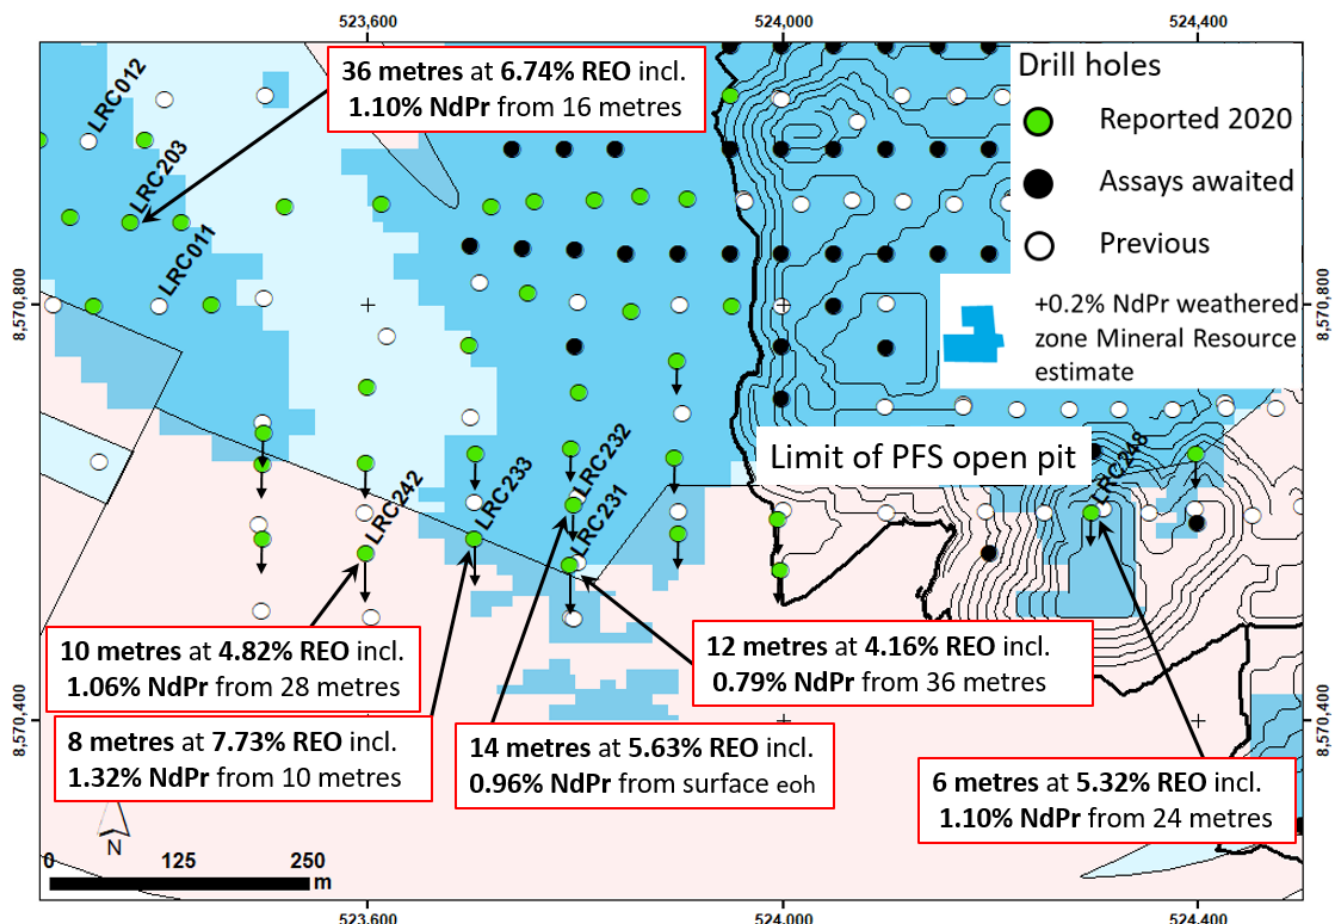 523,600
524,000
524,400
36 metres at 6.74% REO incl.
1.10% NdPr from 16 metres
Drill holes
Reported 2020
Assays awaited
Previous
+0.2% NdPr weathered
zone Mineral Resource
estimate
LRC012
LRC203
LRC011
8,570,800
8,570,800
Limit of PFS open pit
LRC248
LRC232
LRC233
LRC231
LRC242
10 metres at 4.82% REO incl.
1.06% NdPr from 28 metres
12 metres at 4.16% REO incl.
0.79% NdPr from 36 metres
8 metres at 7.73% REO incl.
1.32% NdPr from 10 metres
14 metres at 5.63% REO incl.
0.96% NdPr from surface eoh
6 metres at 5.32% REO incl.
1.10% NdPr from 24 metres
8,570,400
8,570,400
N
0 125 250
m
523,600
524,000
524,400